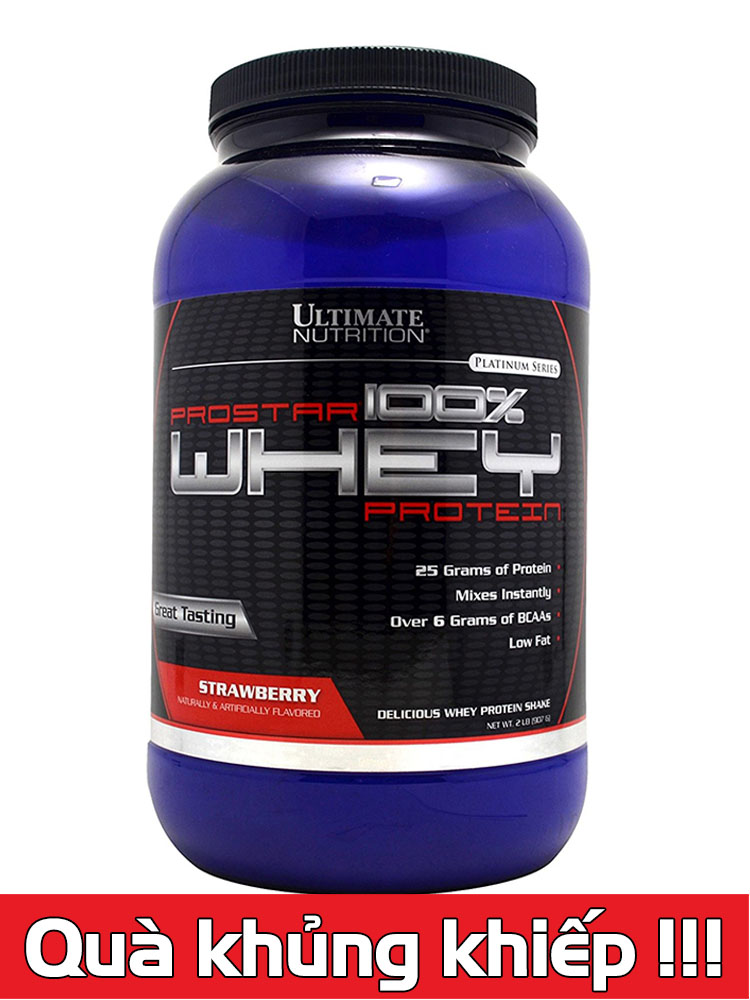 ULTIMATE
NUTRITION®
PLATINUM SERIES
PROSTAR 100%
WHEY
PROTEIN
25 Grams of Protein
Mixes Instantly
Over 6 Grams of BCAAs
Low Fat
Great Tasting
STRAWBERRY
NATURALLY & ARTIFICIALLY FLAVORED
DELICIOUS WHEY PROTEIN SHAKE
NET WT. 2 LB (907 G)
Quà khủng khiếp !!!